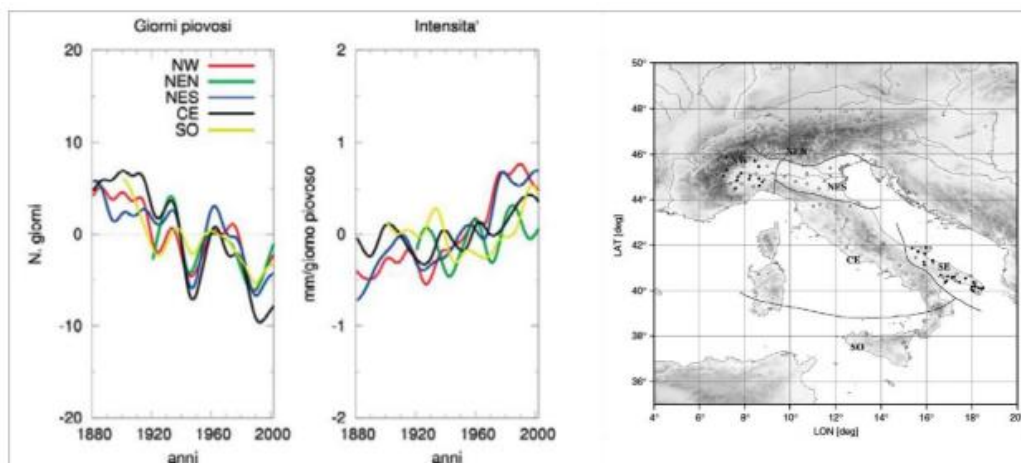 Giorni piovosi
20
10
0
-10
-20
N. giorni
NW
NEN
NES
CE
SO
1880 1920 1960 2000
anni
Intensita'
2
1
0
-1
-2
mm/giorno piovoso
1880 1920 1960 2000
anni
50°
48°
46°
44°
42°
40°
38°
36°
LAT [deg]
NW
NEN
NES
CE
SE
SO
4° 6° 8° 10° 12° 14° 16° 18° 20°
LON [deg]